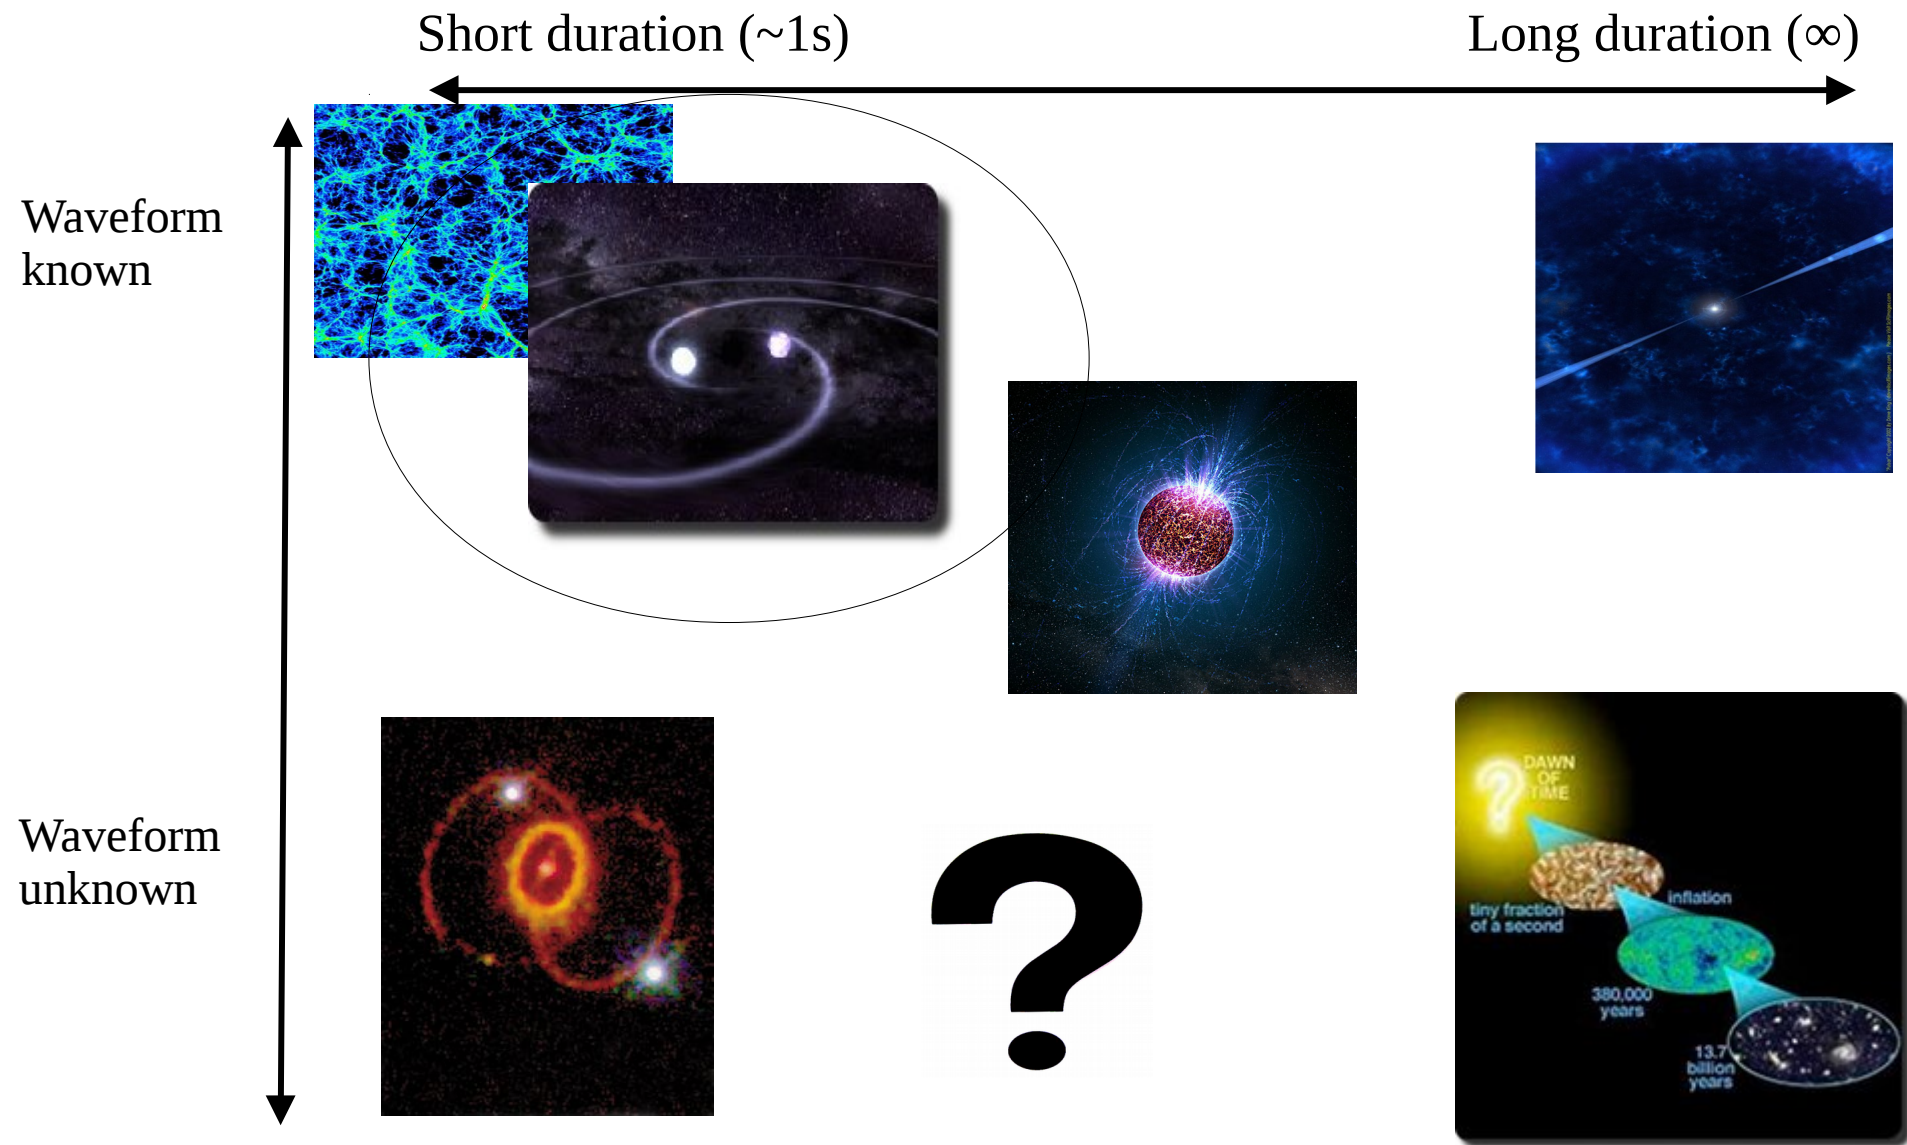 Short duration (~1s)
Long duration (∞)
Waveform
known
Waveform
unknown
?
? DAWN
OF
TIME
tiny fraction
of a second
inflation
380,000
years
13.7
billion
years